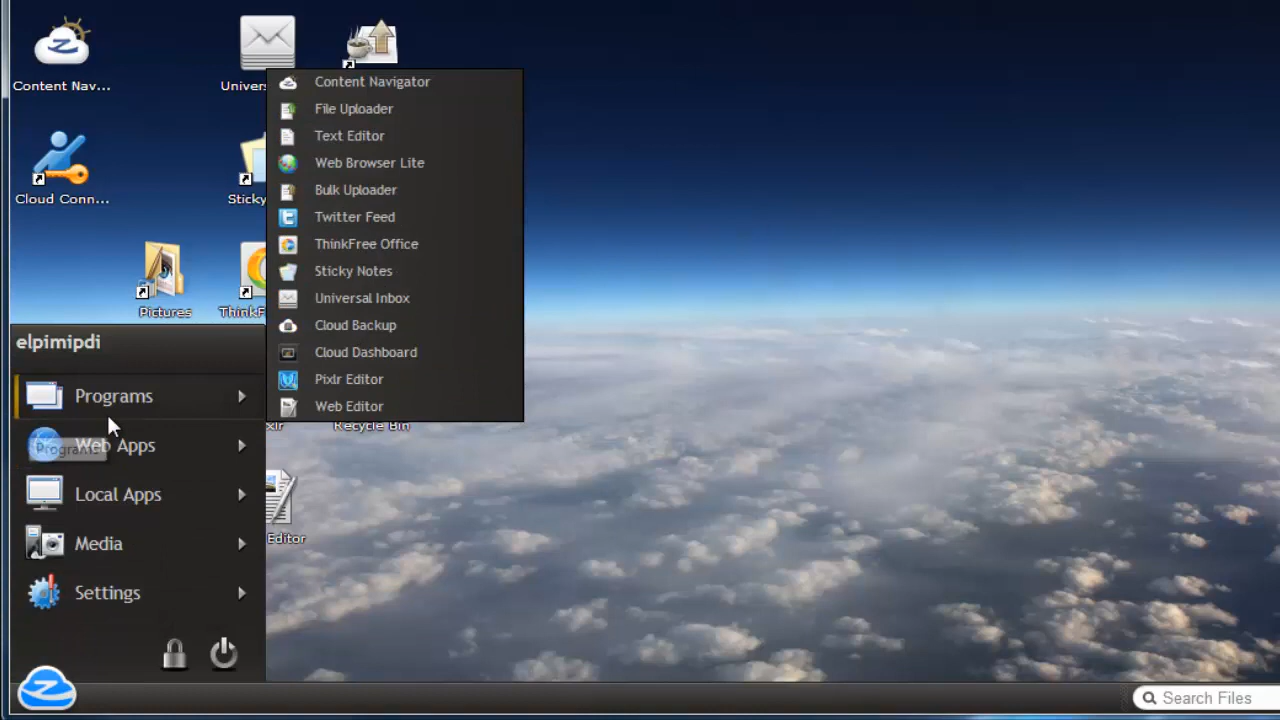 Content Nav...
Univers
Cloud Conn...
Sticky
Pictures
ThinkF
Recycle Bin
Editor
Content Navigator
File Uploader
Text Editor
Web Browser Lite
Bulk Uploader
Twitter Feed
ThinkFree Office
Sticky Notes
Universal Inbox
Cloud Backup
Cloud Dashboard
Pixlr Editor
Web Editor
elpimipdi
Programs
Web Apps
Local Apps
Media
Settings
Search Files